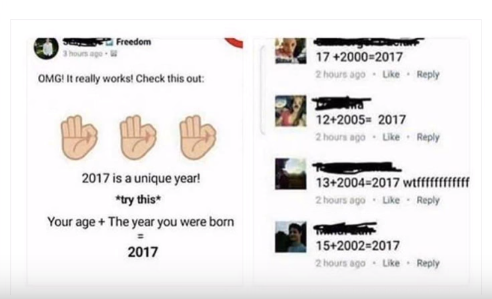 Freedom
3 hours ago
OMG! It really works! Check this out:
2017 is a unique year!
*try this*
Your age + The year you were born
=
2017
17 +2000=2017
2 hours ago · Like · Reply
12+2005= 2017
2 hours ago · Like · Reply
13+2004=2017 wtffffffffffff
2 hours ago · Like · Reply
15+2002=2017
2 hours ago · Like · Reply